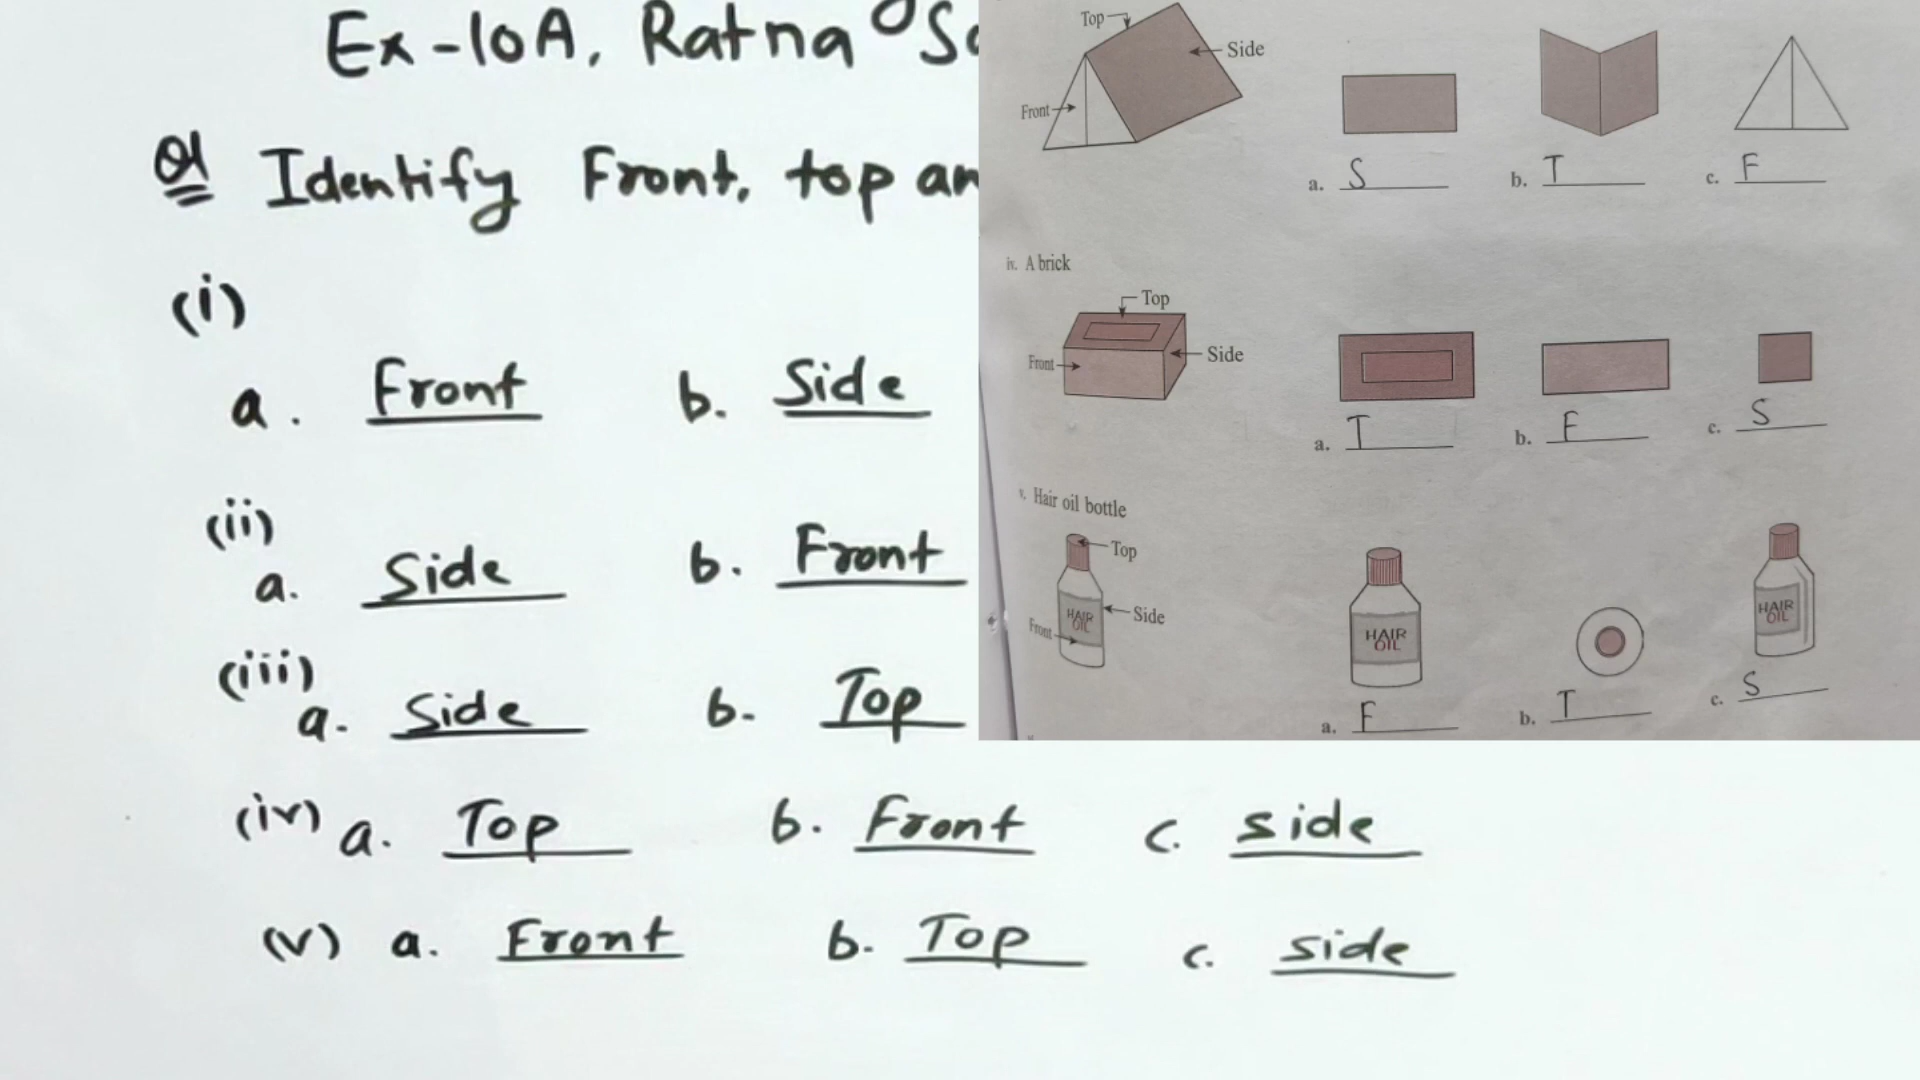 Ex-10A, Ratna
Q1 Identify Front, top
(i)
a. Front b. Side
(ii)
a. Side b. Front
(iii)
a. Side b. Top
(iv) a. Top b. Front c. side
(v) a. Front b. Top c. side
Top
Side
Front
a. S b. T c. F
iv. A brick
Top
Side
Front
a. T b. F c. S
v. Hair oil bottle
Top
Side
Front
HAIR
OIL
HAIR
OIL
HAIR
OIL
a. F b. T c. S